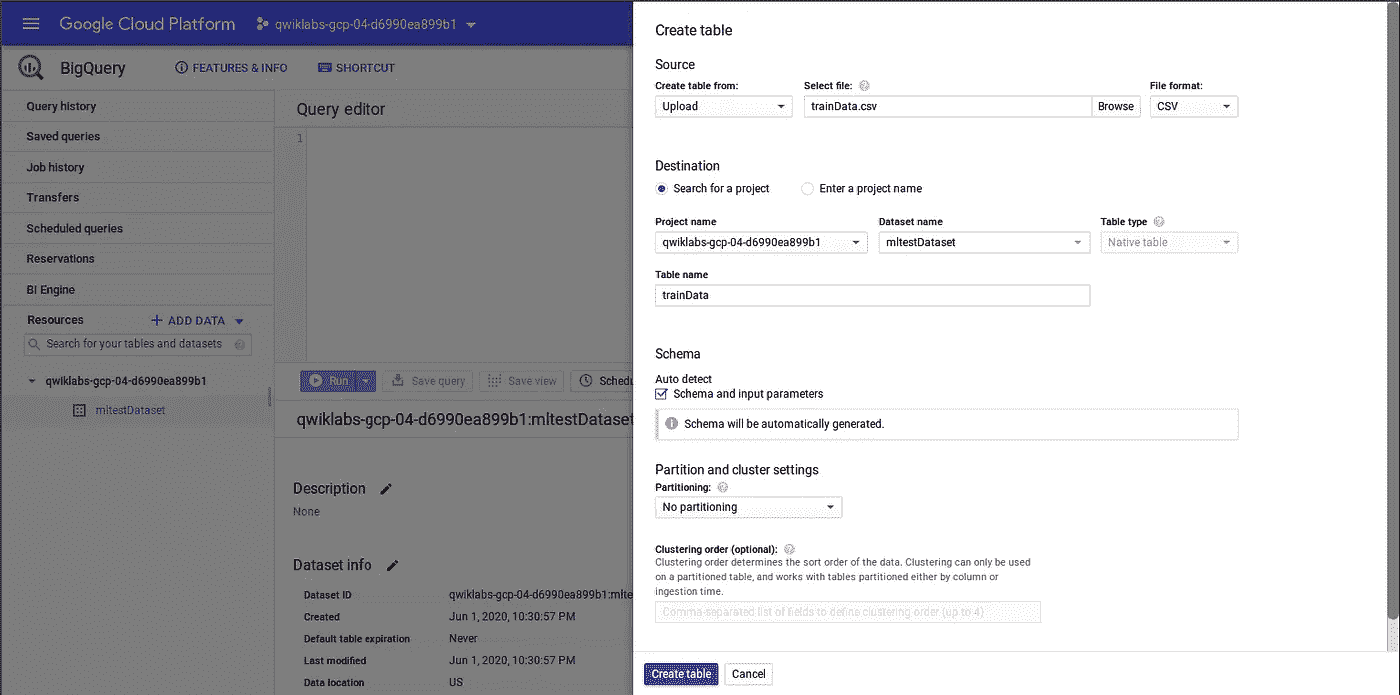 Google Cloud Platform
qwiklabs-gcp-04-d6990ea899b1
BigQuery
FEATURES & INFO
SHORTCUT
Query history
Saved queries
Job history
Transfers
Scheduled queries
Reservations
BI Engine
Resources
ADD DATA
Search for your tables and datasets
qwiklabs-gcp-04-d6990ea899b1
mltestDataset
Query editor
1
Run
Save query
Save view
Schedu
qwiklabs-gcp-04-d6990ea899b1:mltestDataset
Description
None
Dataset info
Dataset ID qwiklabs-gcp-04-d6990ea899b1:mlte
Created Jun 1, 2020, 10:30:57 PM
Default table expiration Never
Last modified Jun 1, 2020, 10:30:57 PM
Data location US
Create table
Source
Create table from: Select file: File format:
Upload trainData.csv Browse CSV
Destination
Search for a project Enter a project name
Project name Dataset name Table type
qwiklabs-gcp-04-d6990ea899b1 mltestDataset Native table
Table name
trainData
Schema
Auto detect
Schema and input parameters
Schema will be automatically generated.
Partition and cluster settings
Partitioning:
No partitioning
Clustering order (optional):
Clustering order determines the sort order of the data. Clustering can only be used
on a partitioned table, and works with tables partitioned either by column or
ingestion time.
Comma-separated list of fields to define clustering order (up to 4)
Create table Cancel